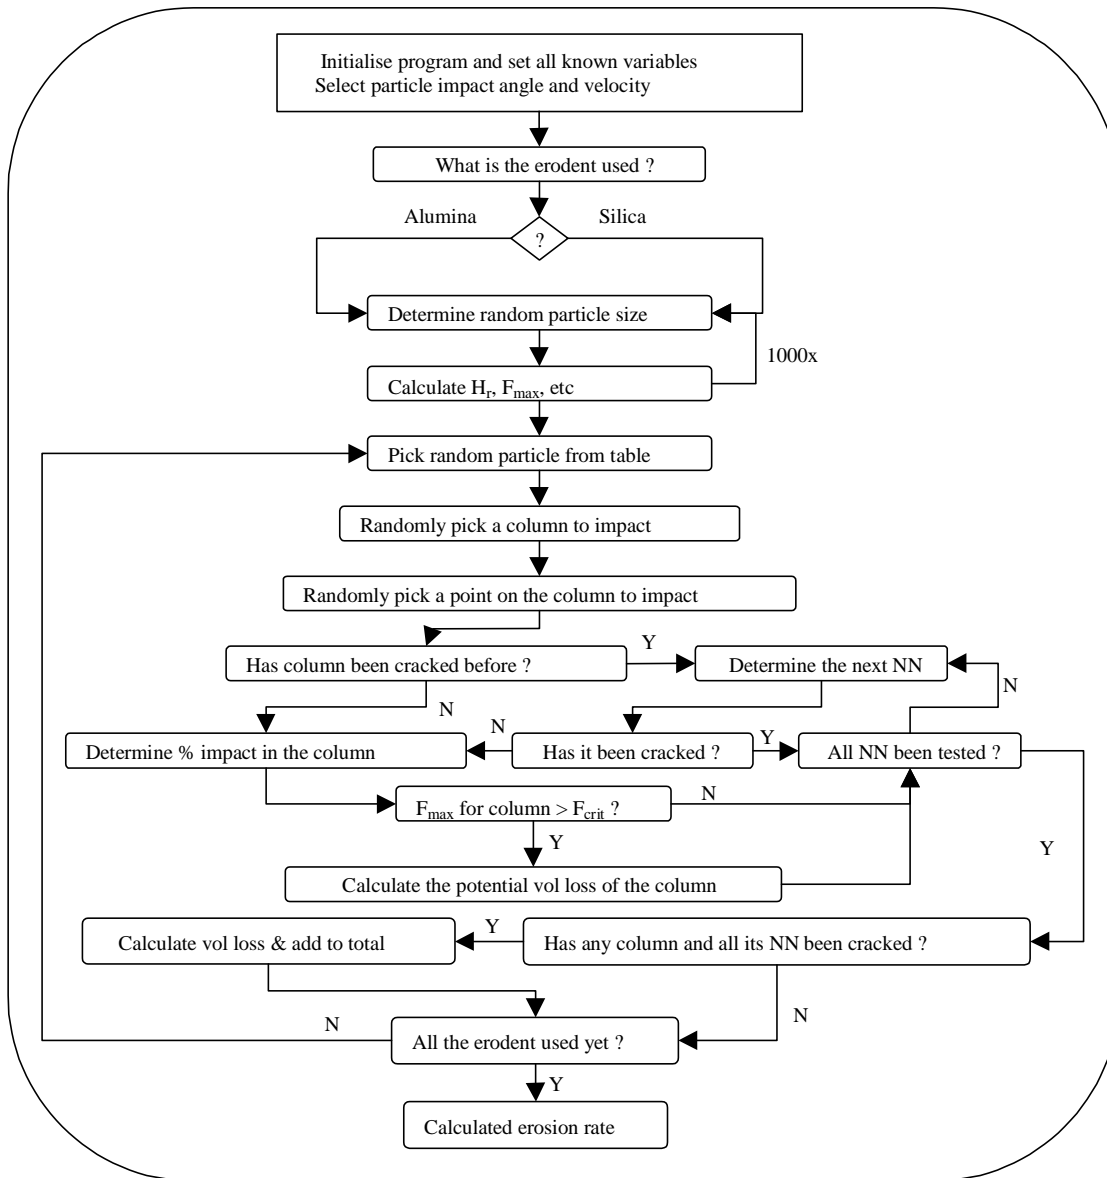 Initialise program and set all known variables
Select particle impact angle and velocity
What is the erodent used ?
Alumina
Silica
?
Determine random particle size
1000x
Calculate Hr, Fmax, etc
Pick random particle from table
Randomly pick a column to impact
Randomly pick a point on the column to impact
Has column been cracked before ?
Y
Determine the next NN
N
N
Determine % impact in the column
N
Has it been cracked ?
Y
All NN been tested ?
Fmax for column > Fcrit ?
N
Y
Y
Calculate the potential vol loss of the column
Calculate vol loss & add to total
Y
Has any column and all its NN been cracked ?
N
N
All the erodent used yet ?
Y
Calculated erosion rate